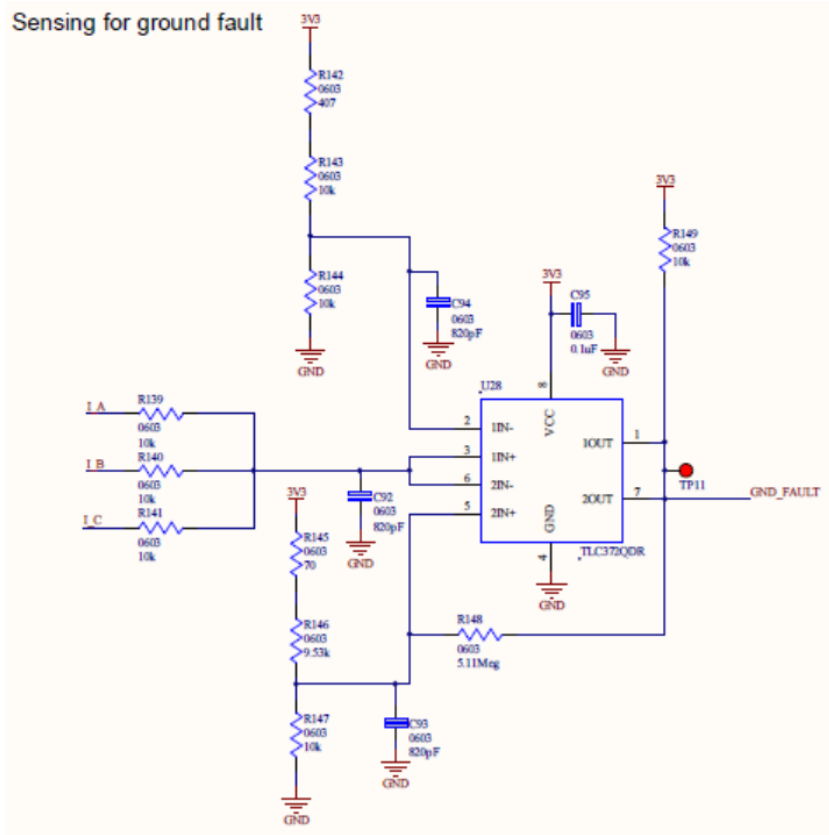 Sensing for ground fault
3V3
R142
0603
407
R143
0603
10k
R144
0603
10k
GND
C94
0603
820pF
GND
3V3
R149
0603
10k
3V3
C95
0603
0.1uF
GND
U28
2
1IN-
3
1IN+
6
2IN-
5
2IN+
8
VCC
GND
4
1OUT
1
2OUT
7
TLC372QDR
GND
TP11
GND_FAULT
I_A
R139
0603
10k
I_B
R140
0603
10k
I_C
R141
0603
10k
C92
0603
820pF
GND
3V3
R145
0603
70
R146
0603
9.53k
R147
0603
10k
GND
C93
0603
820pF
GND
R148
0603
5.11Meg